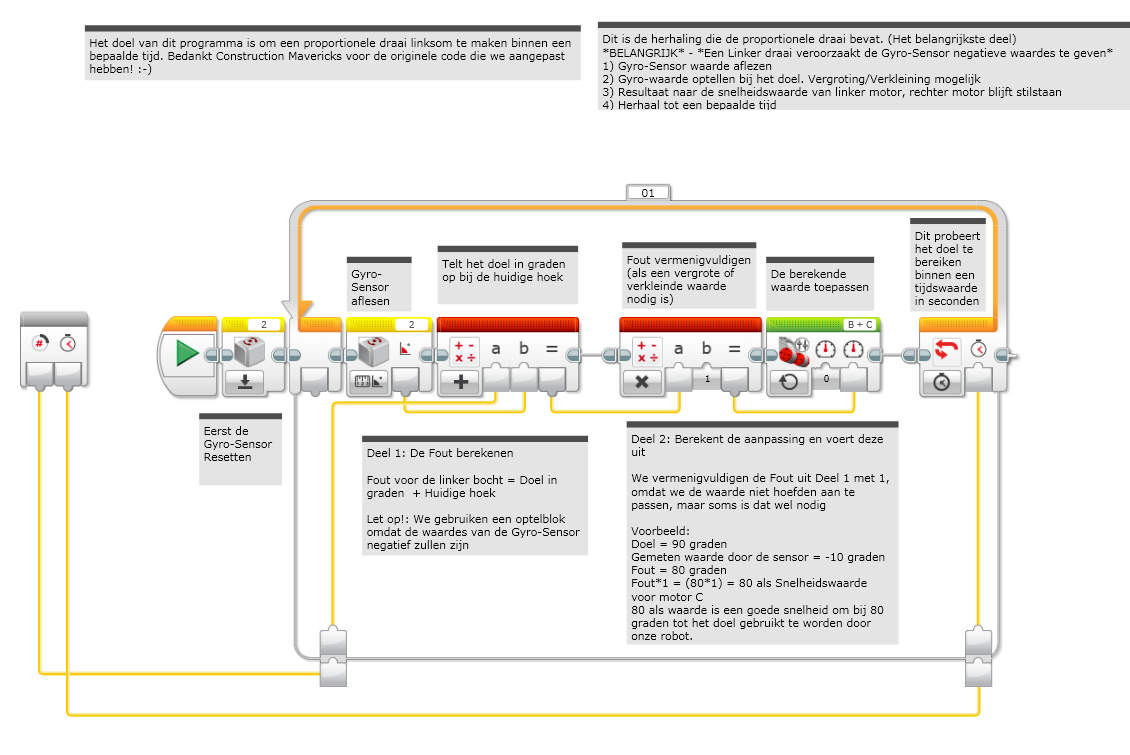 Het doel van dit programma is om een proportionele draai linksom te maken binnen een
bepaalde tijd. Bedankt Construction Mavericks voor de originele code die we aangepast
hebben! :-)
Dit is de herhaling die de proportionele draai bevat. (Het belangrijkste deel)
*BELANGRIJK* - *Een Linker draai veroorzaakt de Gyro-Sensor negatieve waardes te geven*
1) Gyro-Sensor waarde aflezen
2) Gyro-waarde optellen bij het doel. Vergroting/Verkleining mogelijk
3) Resultaat naar de snelheidswaarde van linker motor, rechter motor blijft stilstaan
4) Herhaal tot een bepaalde tijd
01
Gyro-
Sensor
aflesen
Telt het doel in graden
op bij de huidige hoek
Fout vermenigvuldigen
(als een vergrote of
verkleinde waarde
nodig is)
De berekende
waarde toepassen
Dit probeert
het doel te
bereiken
binnen een
tijdswaarde
in seconden
2
2
B + C
#
+ -
x ÷
a b =
+ -
x ÷
a b =
1
0
Eerst de
Gyro-Sensor
Resetten
Deel 1: De Fout berekenen
Fout voor de linker bocht = Doel in
graden + Huidige hoek
Let op!: We gebruiken een optelblok
omdat de waardes van de Gyro-Sensor
negatief zullen zijn
Deel 2: Berekent de aanpassing en voert deze
uit
We vermenigvuldigen de Fout uit Deel 1 met 1,
omdat we de waarde niet hoefden aan te
passen, maar soms is dat wel nodig
Voorbeeld:
Doel = 90 graden
Gemeten waarde door de sensor = -10 graden
Fout = 80 graden
Fout*1 = (80*1) = 80 als Snelheidswaarde
voor motor C
80 als waarde is een goede snelheid om bij 80
graden tot het doel gebruikt te worden door
onze robot.